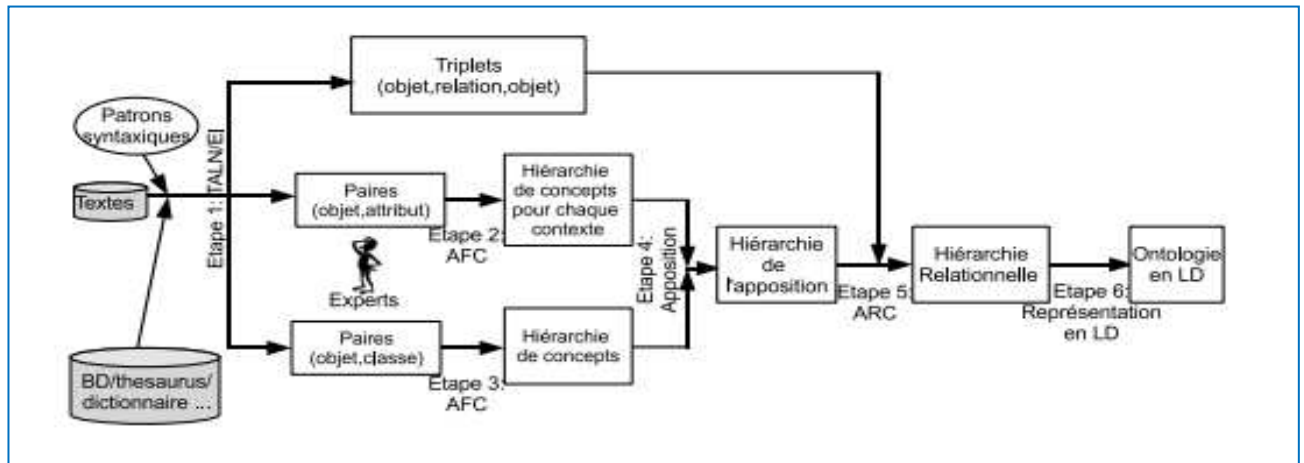 Patrons
syntaxiques
Textes
BD/thesaurus/
dictionnaire ...
Etape 1: TALN/EI
Triplets
(objet,relation,objet)
Paires
(objet,attribut)
Etape 2:
AFC
Hiérarchie
de concepts
pour chaque
contexte
Experts
Paires
(objet,classe)
Etape 3:
AFC
Hiérarchie
de concepts
Etape 4:
Apposition
Hiérarchie
de
l'apposition
Etape 5:
ARC
Hiérarchie
Relationnelle
Etape 6:
Représentation
en LD
Ontologie
en LD